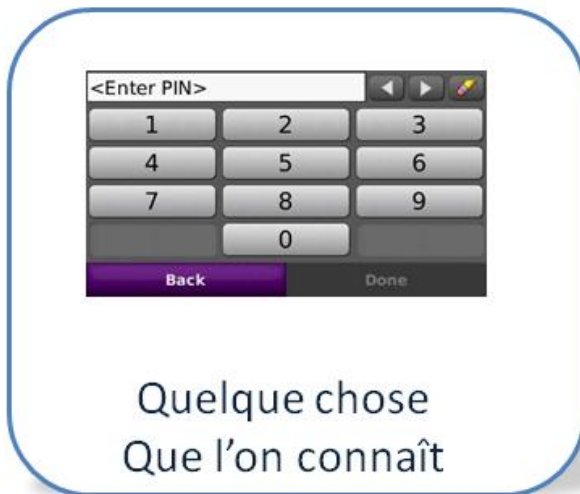 <Enter PIN>
1 2 3
4 5 6
7 8 9
0
Back Done
Quelque chose
Que l'on connaît